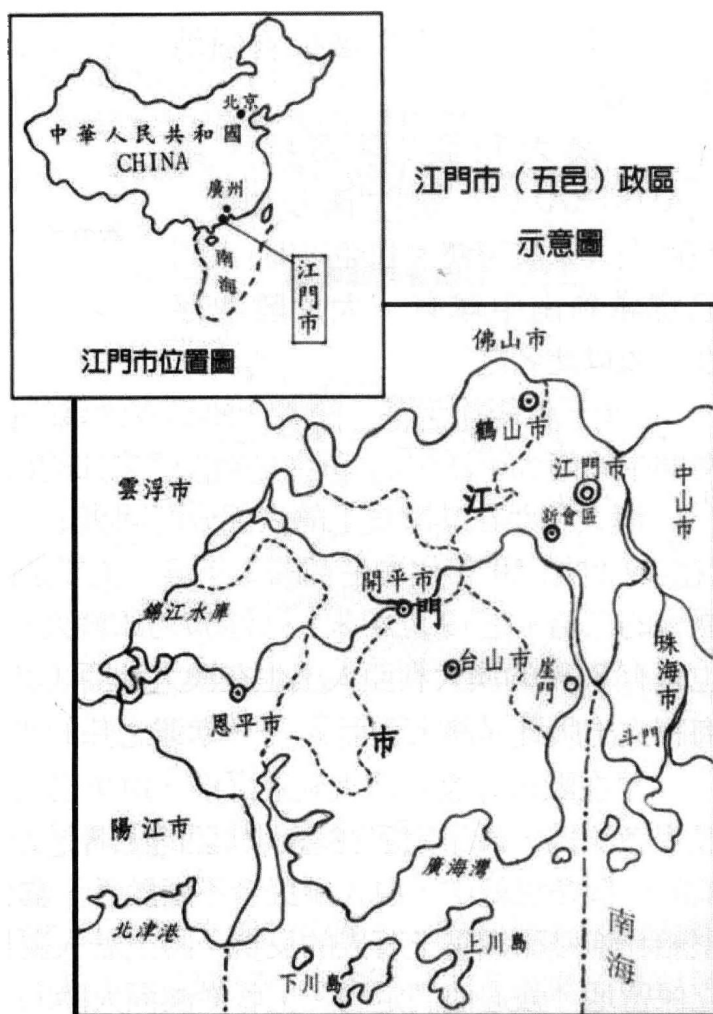 北京
中華人民共和國
CHINA
廣州
南海
江門市
江門市位置圖
江門市（五邑）政區
示意圖
佛山市
鶴山市
江門市
中山市
雲浮市
江
新會區
開平市
門
錦江水庫
台山市
崖門
珠海市
斗門
恩平市
市
陽江市
廣海灣
北津港
上川島
下川島
南海